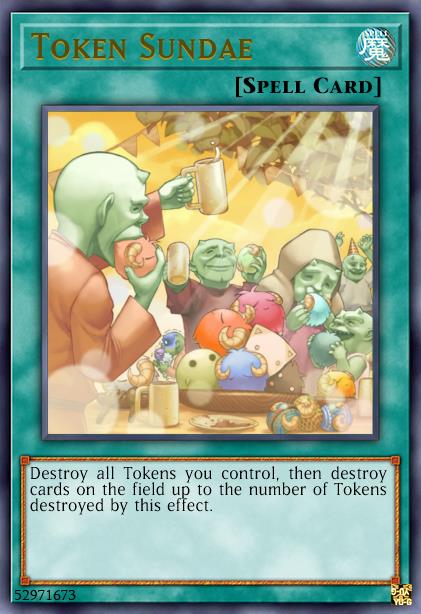 Token Sundae
SPELL
魔
[Spell Card]
Destroy all Tokens you control, then destroy
cards on the field up to the number of Tokens
destroyed by this effect.
52971673